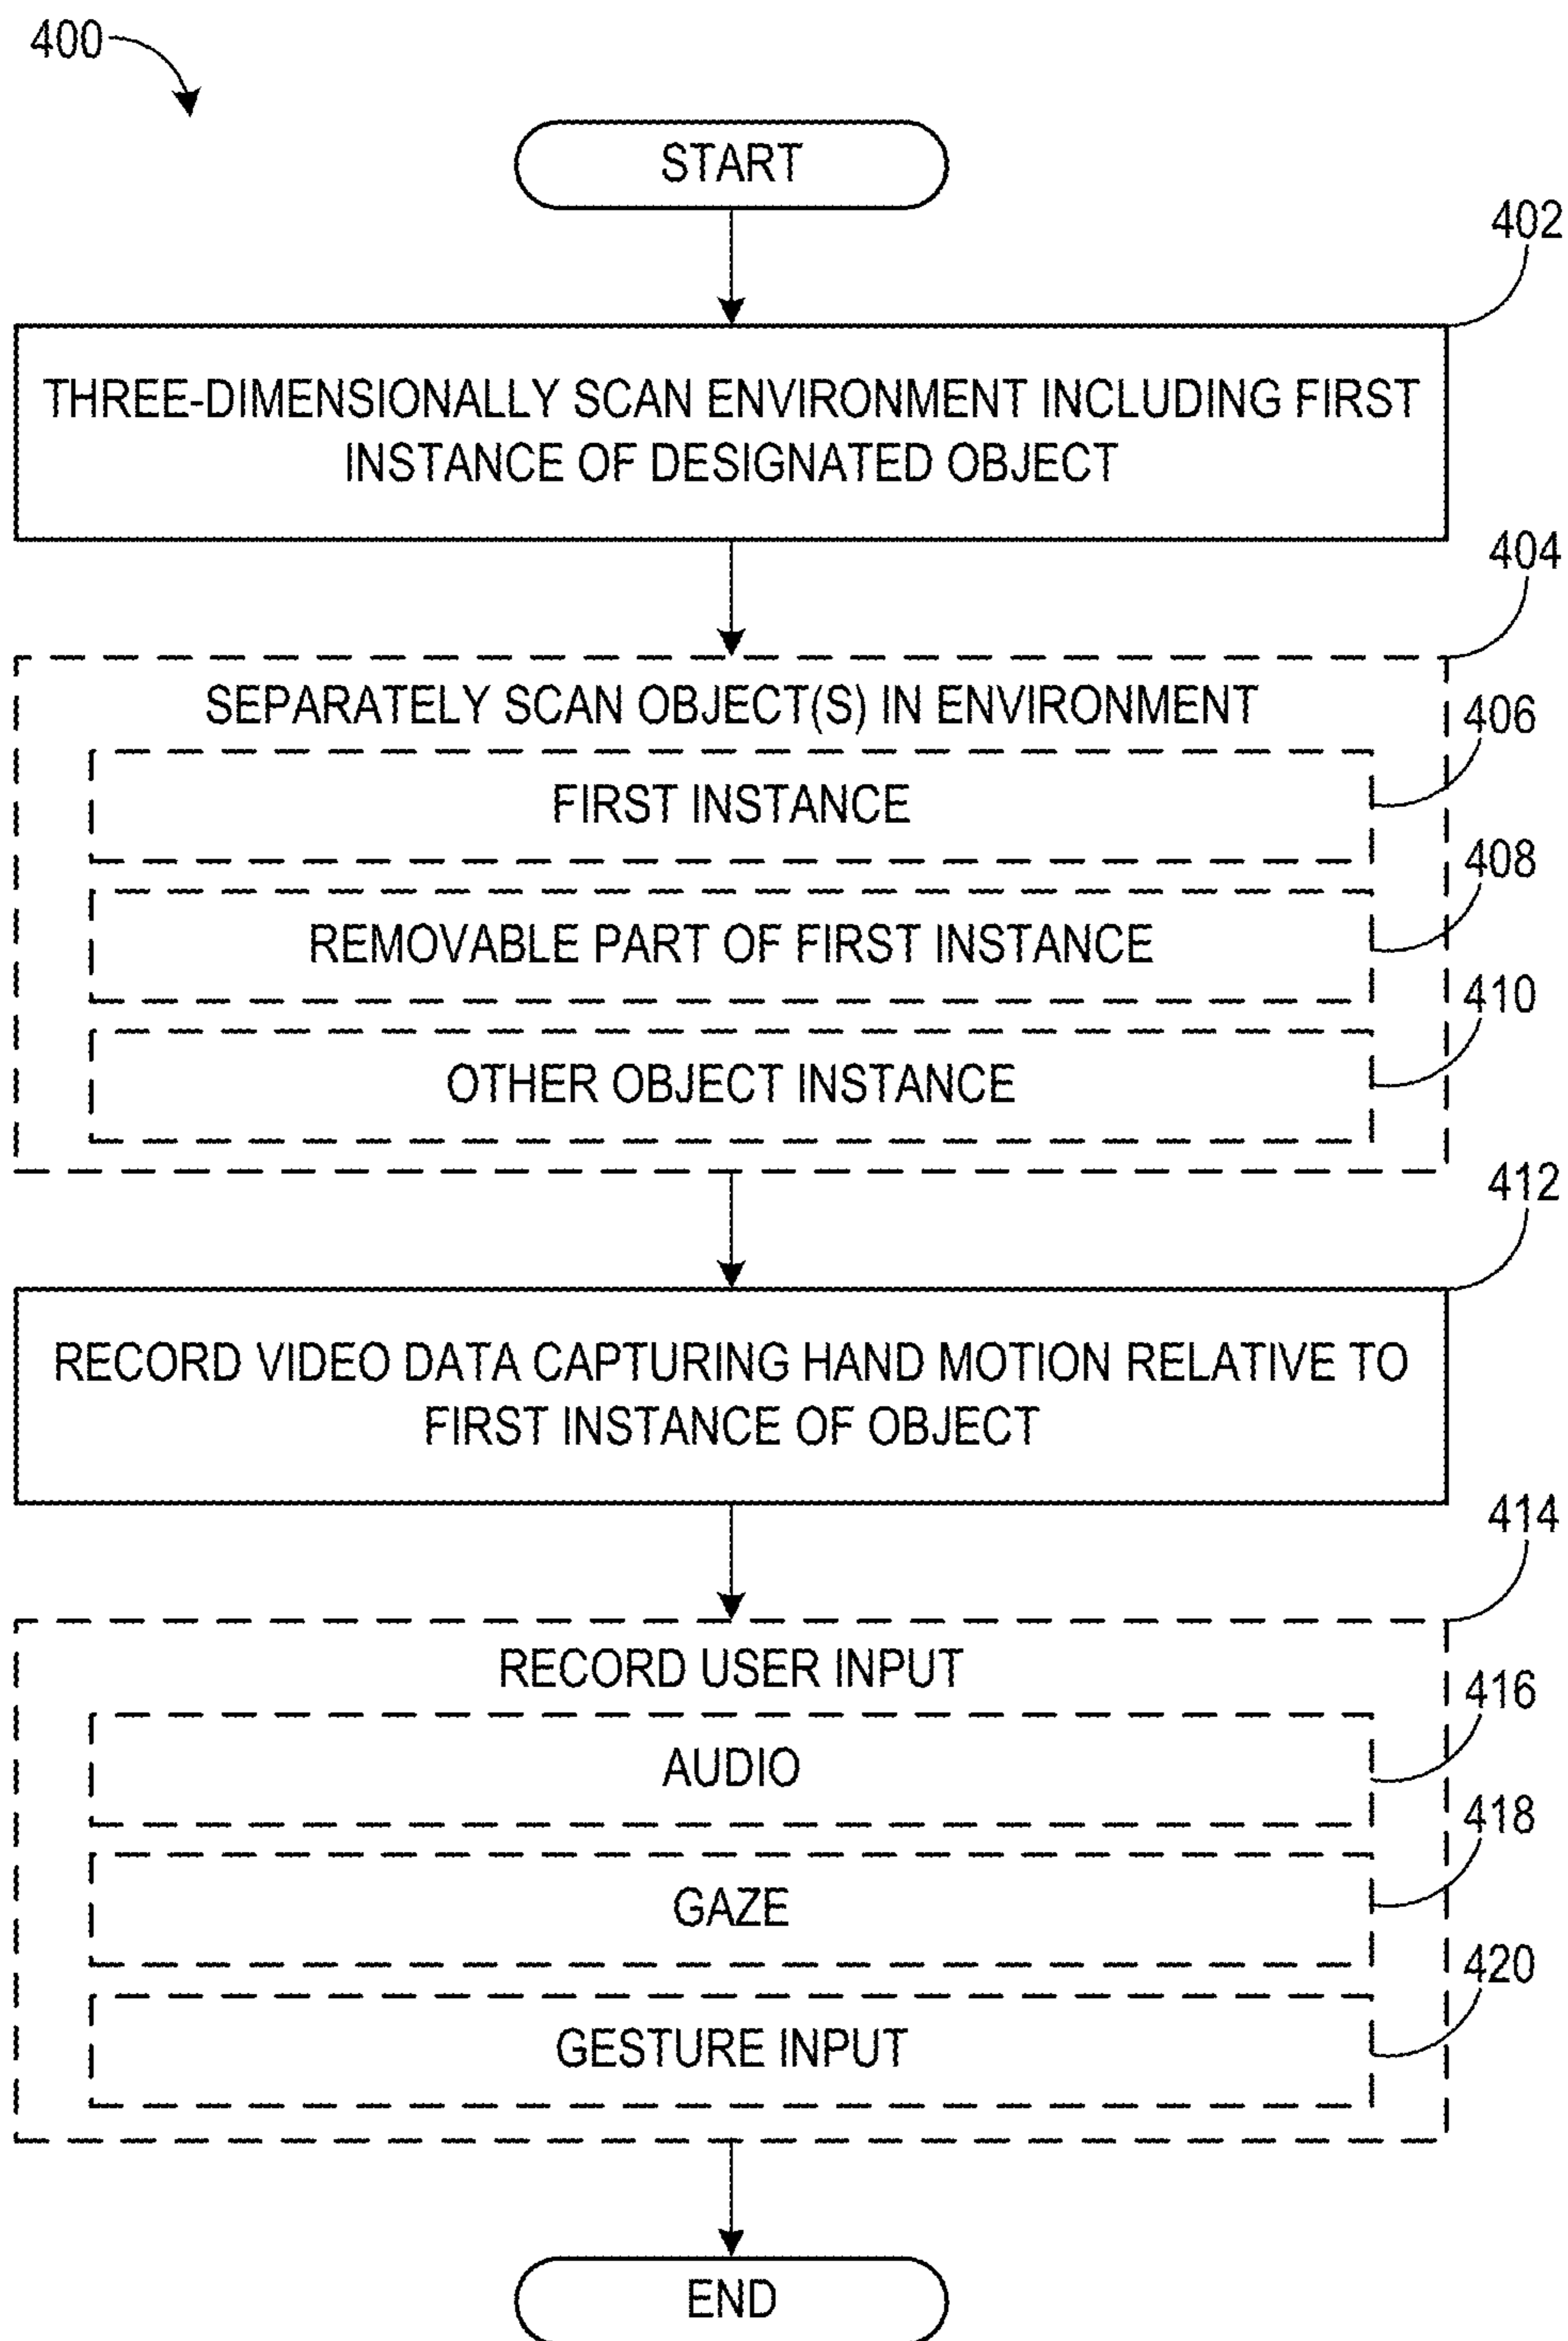 400
START
402
THREE-DIMENSIONALLY SCAN ENVIRONMENT INCLUDING FIRST
INSTANCE OF DESIGNATED OBJECT
404
SEPARATELY SCAN OBJECT(S) IN ENVIRONMENT
406
FIRST INSTANCE
408
REMOVABLE PART OF FIRST INSTANCE
410
OTHER OBJECT INSTANCE
412
RECORD VIDEO DATA CAPTURING HAND MOTION RELATIVE TO
FIRST INSTANCE OF OBJECT
414
RECORD USER INPUT
416
AUDIO
418
GAZE
420
GESTURE INPUT
END